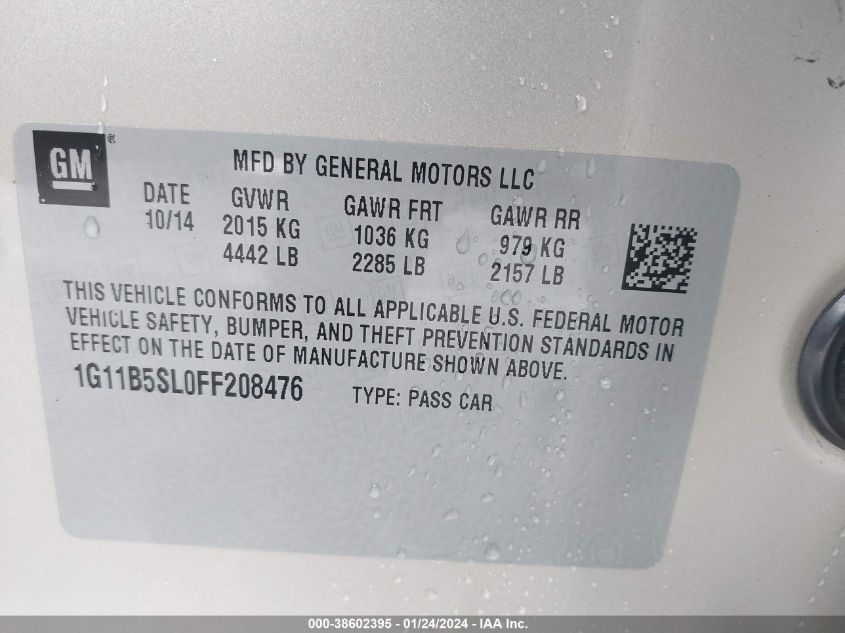 GM®
MFD BY GENERAL MOTORS LLC
DATE GVWR GAWR FRT GAWR RR
10/14 2015 KG 1036 KG 979 KG
4442 LB 2285 LB 2157 LB
THIS VEHICLE CONFORMS TO ALL APPLICABLE U.S. FEDERAL MOTOR
VEHICLE SAFETY, BUMPER, AND THEFT PREVENTION STANDARDS IN
EFFECT ON THE DATE OF MANUFACTURE SHOWN ABOVE.
1G11B5SL0FF208476 TYPE: PASS CAR
000-38602395 - 01/24/2024 - IAA Inc.